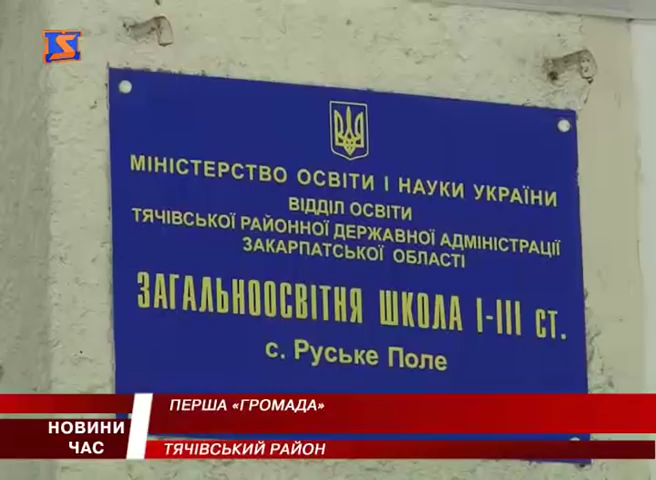 МІНІСТЕРСТВО ОСВІТИ І НАУКИ УКРАЇНИ
ВІДДІЛ ОСВІТИ
ТЯЧІВСЬКОЇ РАЙОННОЇ ДЕРЖАВНОЇ АДМІНІСТРАЦІЇ
ЗАКАРПАТСЬКОЇ ОБЛАСТІ
ЗАГАЛЬНООСВІТНЯ ШКОЛА І-ІІІ СТ.
с. Руське Поле
ПЕРША «ГРОМАДА»
НОВИНИ
ЧАС
ТЯЧІВСЬКИЙ РАЙОН